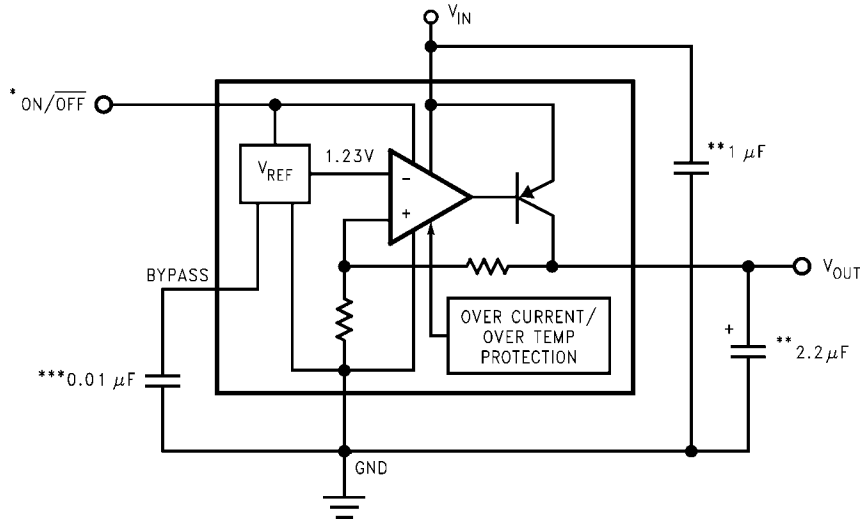 V_IN
*ON/O̅F̅F̅
**1 μF
1.23V
V_REF
−
+
BYPASS
V_OUT
OVER CURRENT/
OVER TEMP
PROTECTION
+
**2.2μF
***0.01 μF
GND